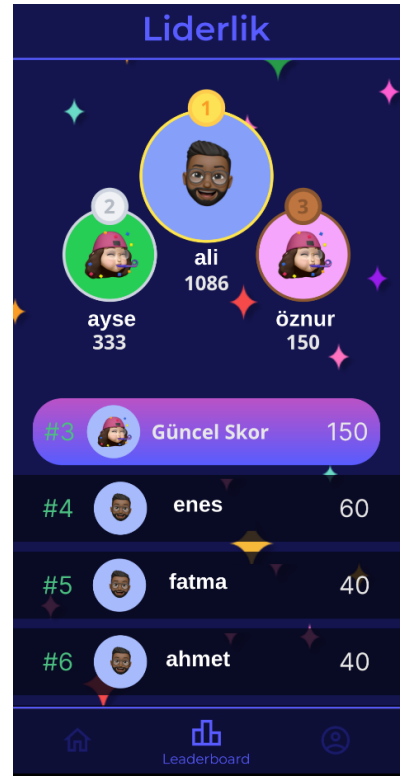 Liderlik
1
2
3
ali
1086
ayse
333
öznur
150
#3 Güncel Skor 150
#4 enes 60
#5 fatma 40
#6 ahmet 40
Leaderboard